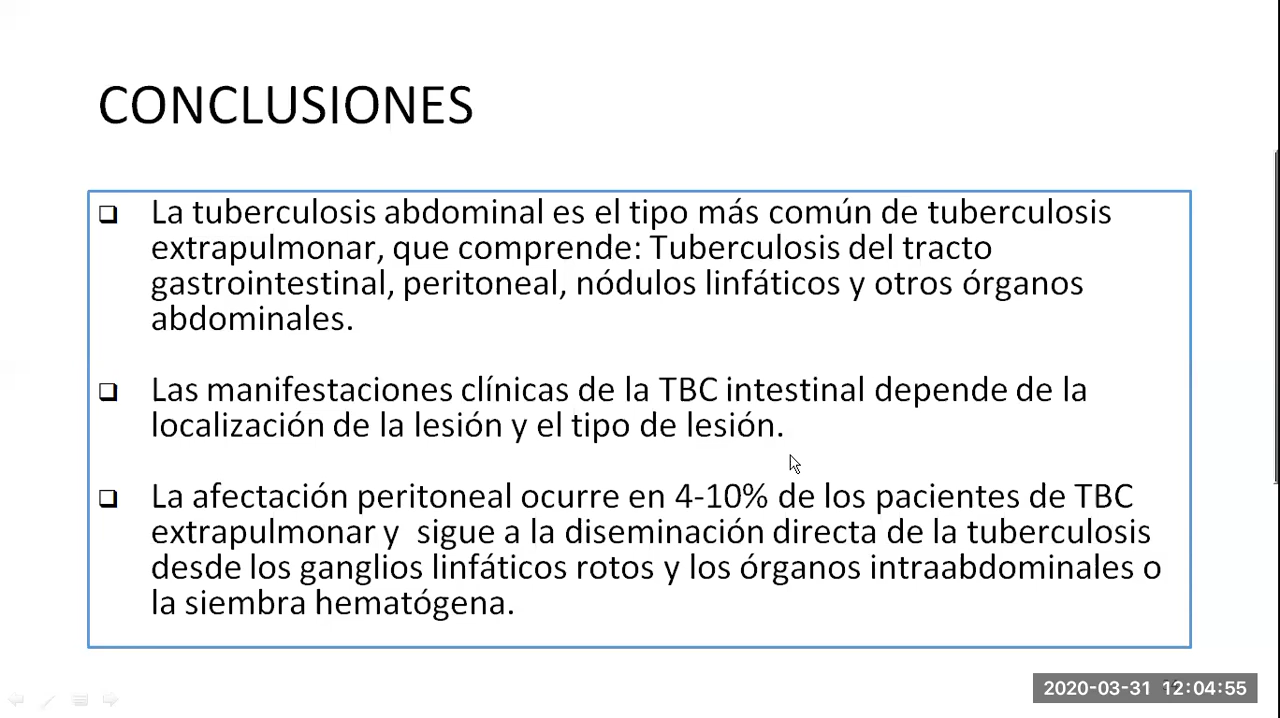 CONCLUSIONES
La tuberculosis abdominal es el tipo más común de tuberculosis
extrapulmonar, que comprende: Tuberculosis del tracto
gastrointestinal, peritoneal, nódulos linfáticos y otros órganos
abdominales.
Las manifestaciones clínicas de la TBC intestinal depende de la
localización de la lesión y el tipo de lesión.
La afectación peritoneal ocurre en 4-10% de los pacientes de TBC
extrapulmonar y  sigue a la diseminación directa de la tuberculosis
desde los ganglios linfáticos rotos y los órganos intraabdominales o
la siembra hematógena.
2020-03-31 12:04:55